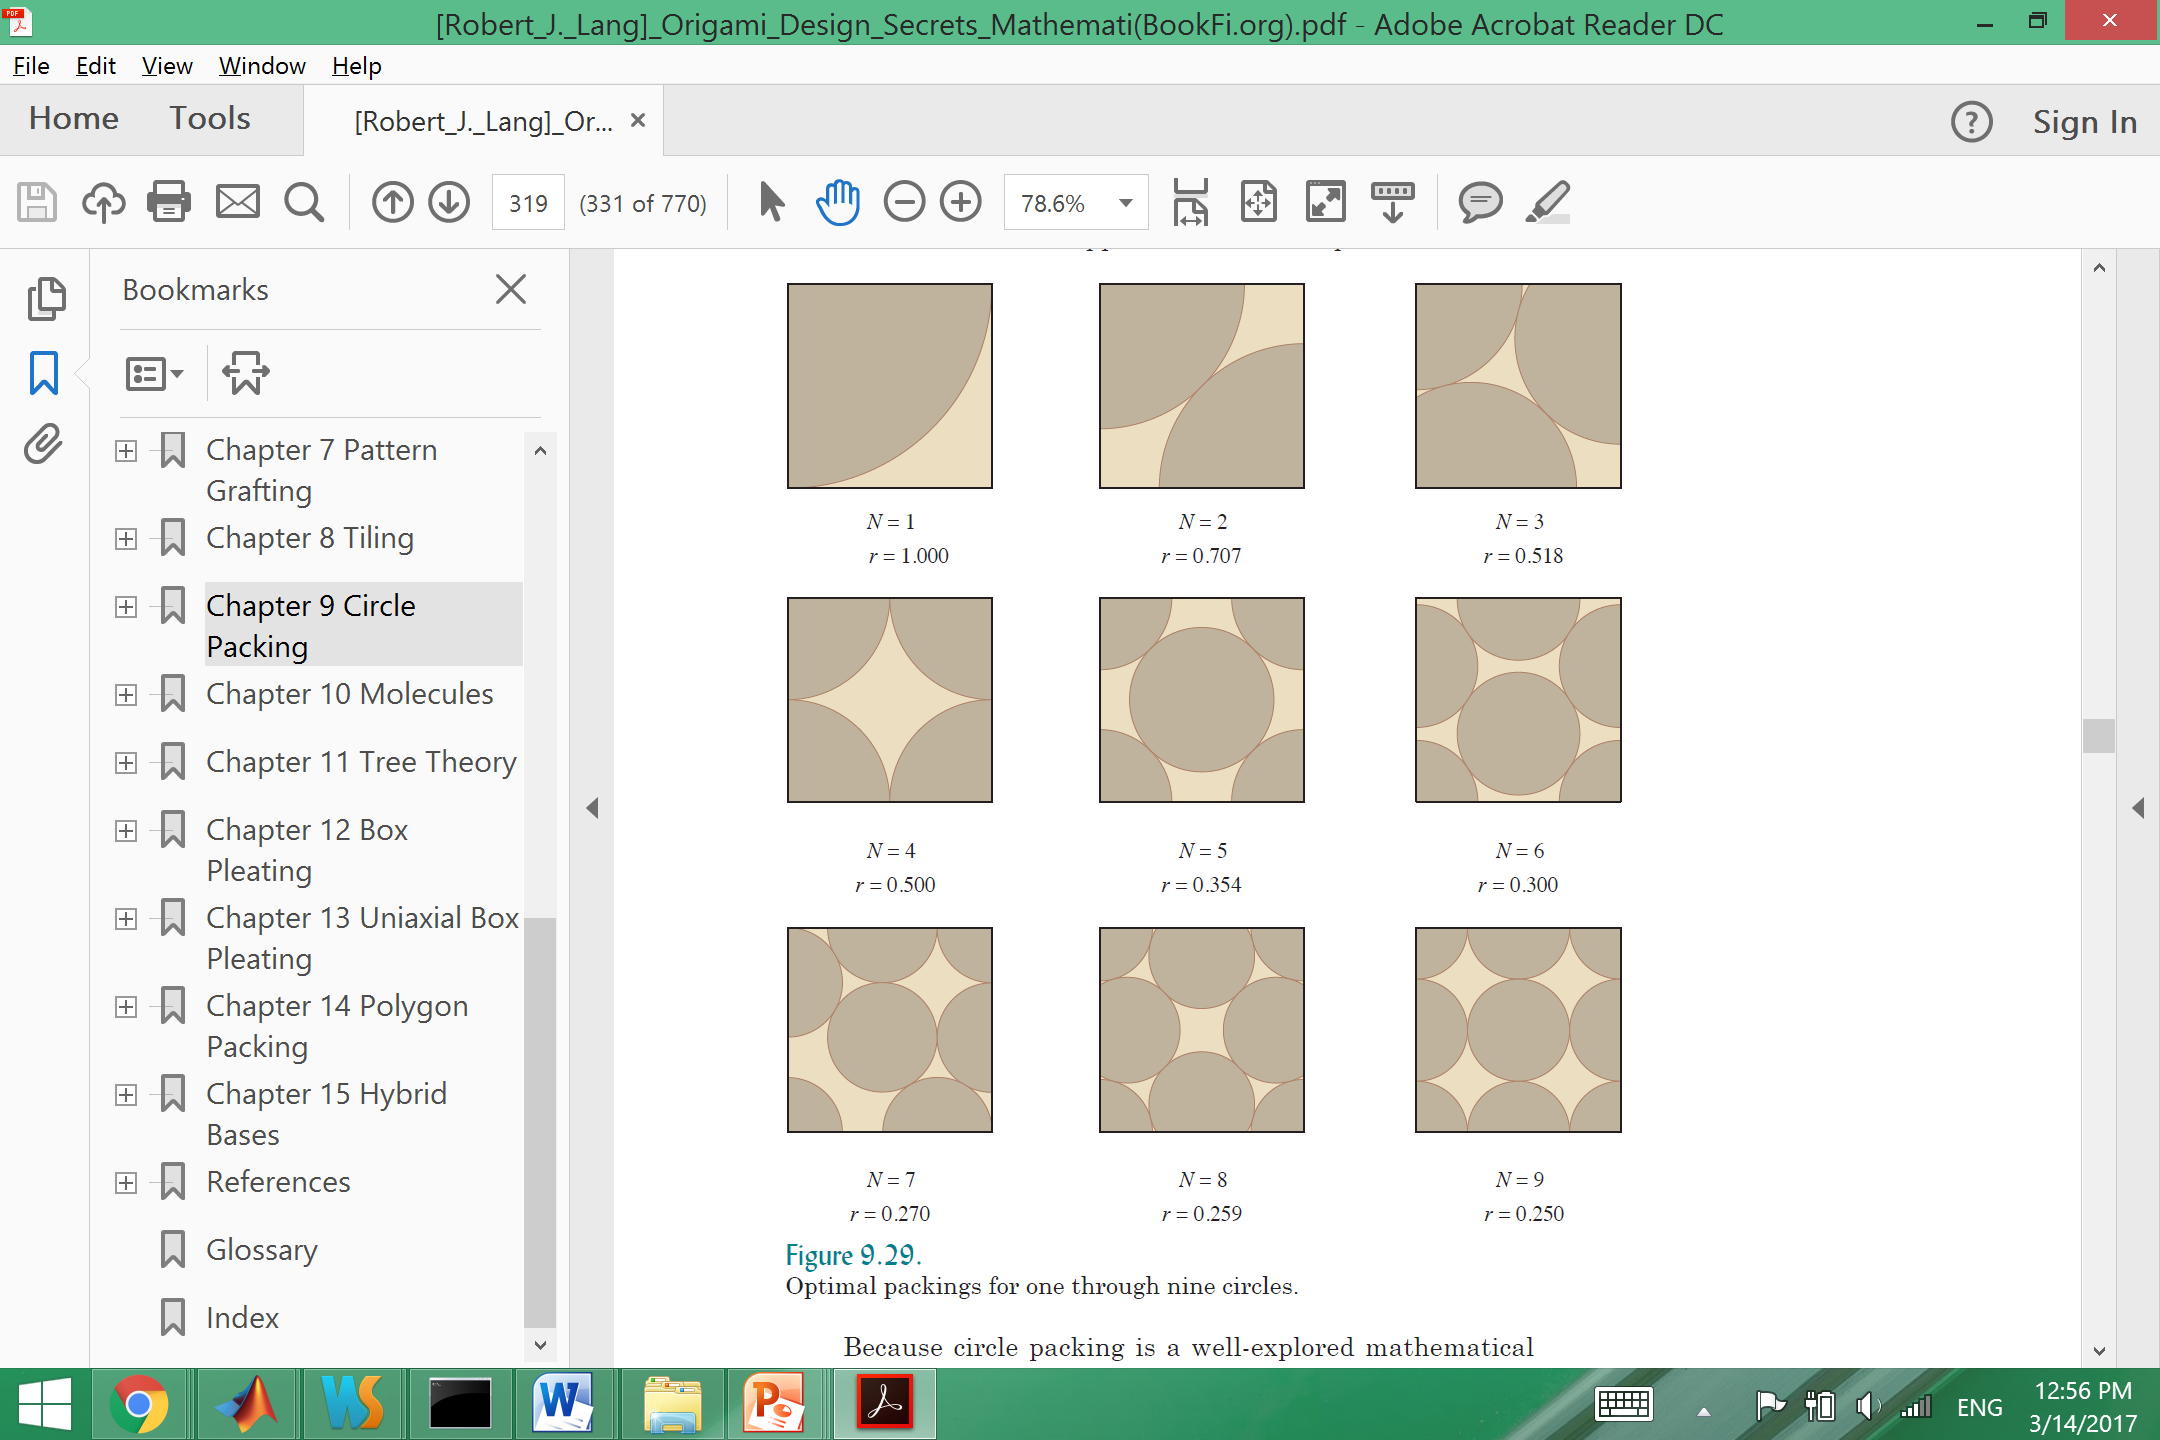 [Robert_J._Lang]_Origami_Design_Secrets_Mathemati(BookFi.org).pdf - Adobe Acrobat Reader DC
File Edit View Window Help
Home Tools [Robert_J._Lang]_Or... Sign In
319 (331 of 770) 78.6%
Bookmarks
Chapter 7 Pattern
Grafting
Chapter 8 Tiling
Chapter 9 Circle
Packing
Chapter 10 Molecules
Chapter 11 Tree Theory
Chapter 12 Box
Pleating
Chapter 13 Uniaxial Box
Pleating
Chapter 14 Polygon
Packing
Chapter 15 Hybrid
Bases
References
Glossary
Index
N = 1 N = 2 N = 3
r = 1.000 r = 0.707 r = 0.518
N = 4 N = 5 N = 6
r = 0.500 r = 0.354 r = 0.300
N = 7 N = 8 N = 9
r = 0.270 r = 0.259 r = 0.250
Figure 9.29.
Optimal packings for one through nine circles.
Because circle packing is a well-explored mathematical
ENG
12:56 PM
3/14/2017